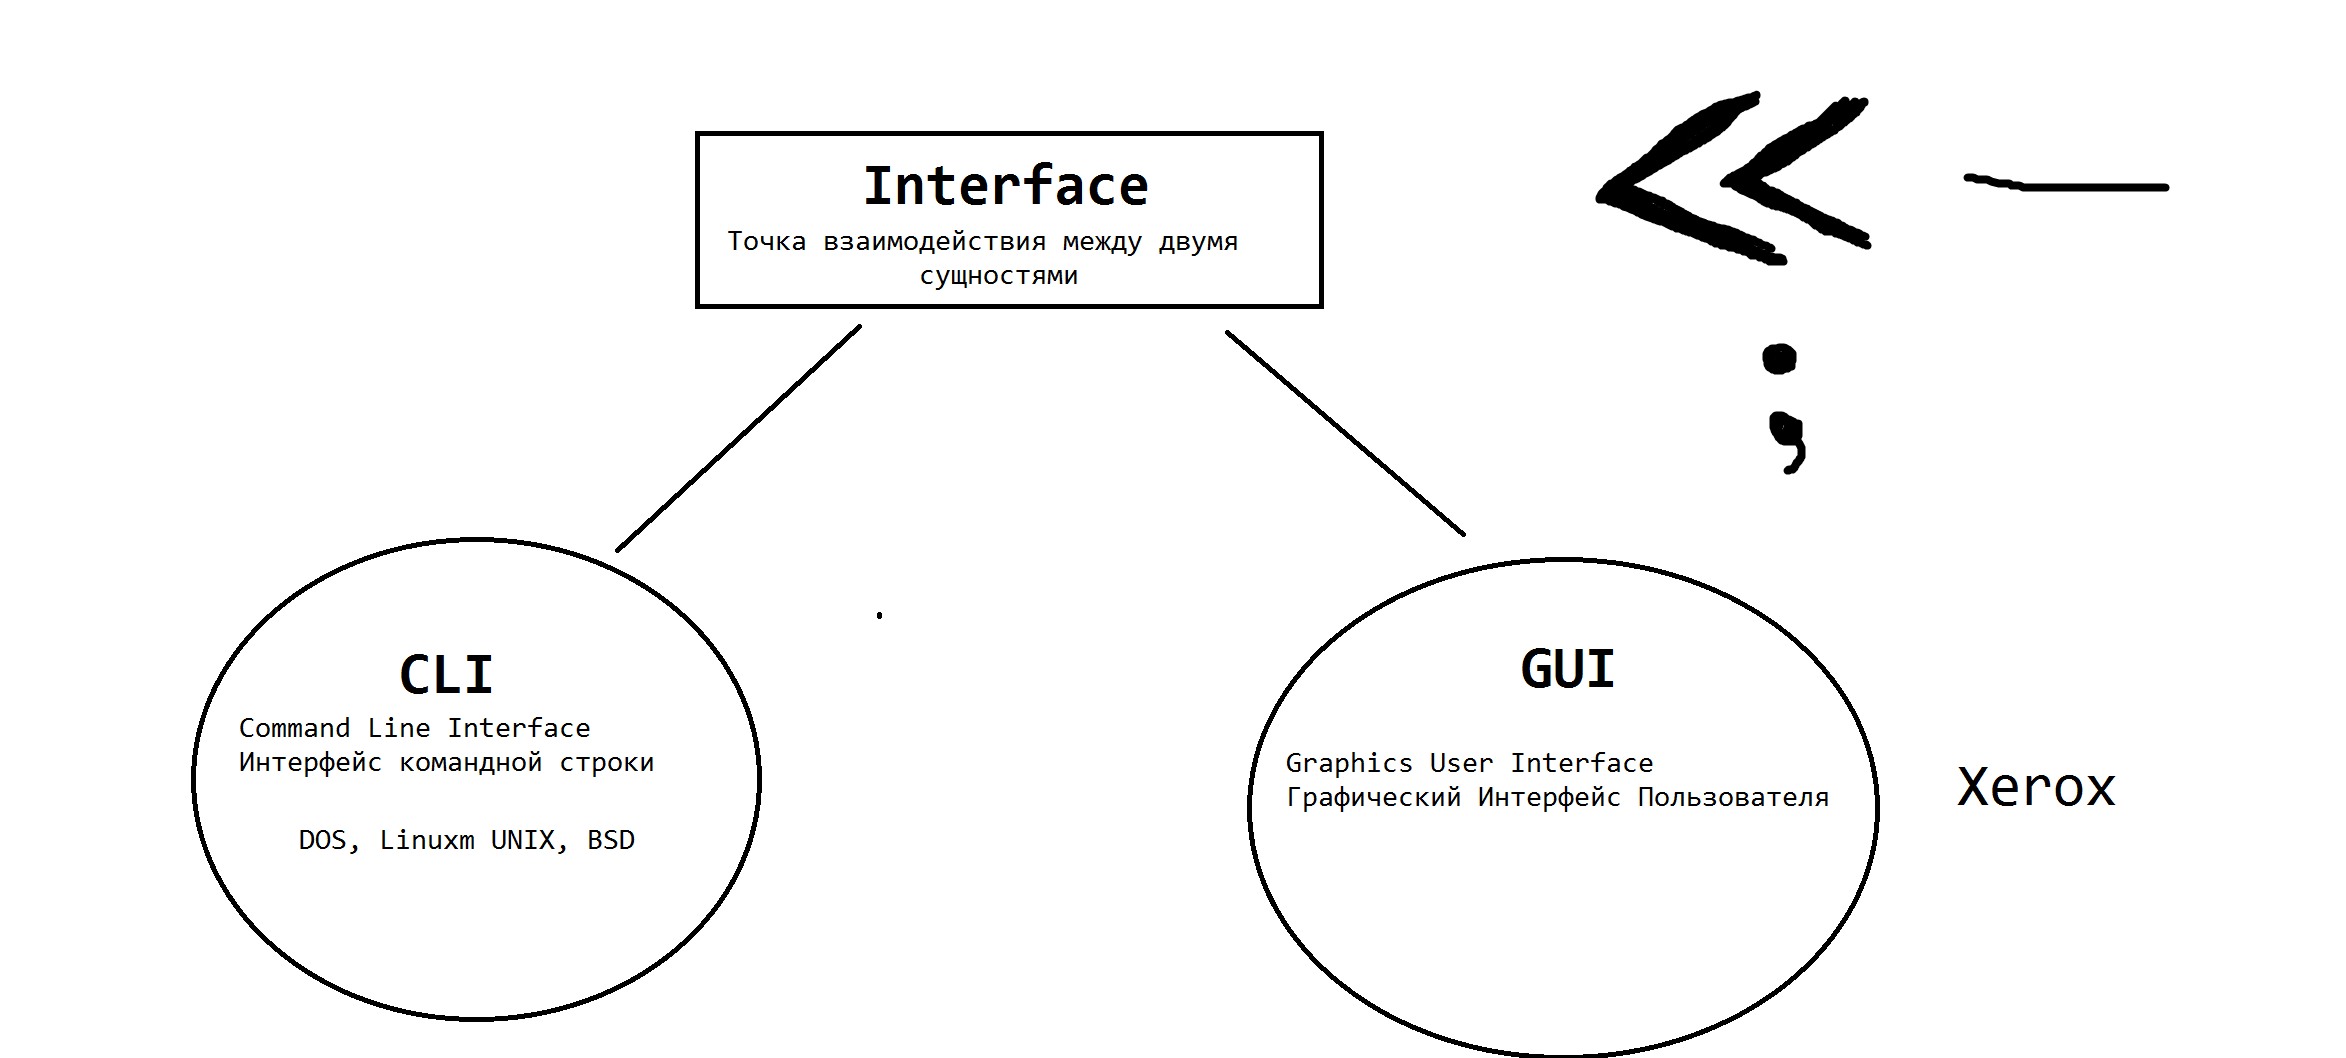 Interface
Точка взаимодействия между двумя
сущностями
<<
—
;
CLI
Command Line Interface
Интерфейс командной строки
DOS, Linuxm UNIX, BSD
GUI
Graphics User Interface
Графический Интерфейс Пользователя
Xerox